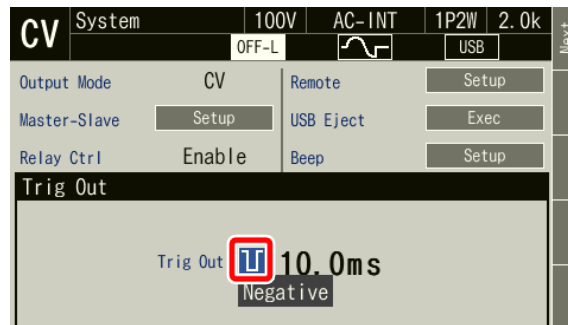 CV System 100V AC-INT 1P2W 2.0k
OFF-L USB
Next
Output Mode CV Remote Setup
Master-Slave Setup USB Eject Exec
Relay Ctrl Enable Beep Setup
Trig Out
Trig Out 10.0ms
Negative